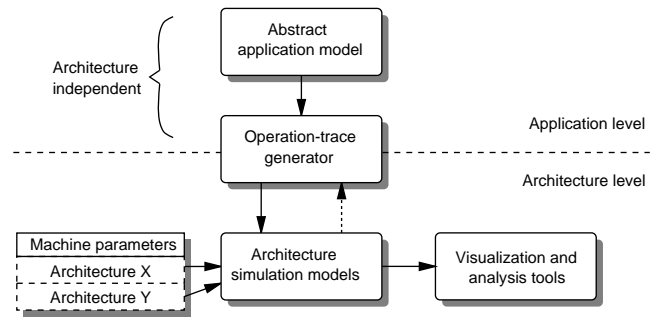 Abstract
application model
Architecture
independent
Operation-trace
generator
Application level
Architecture level
Machine parameters
Architecture X
Architecture Y
Architecture
simulation models
Visualization and
analysis tools